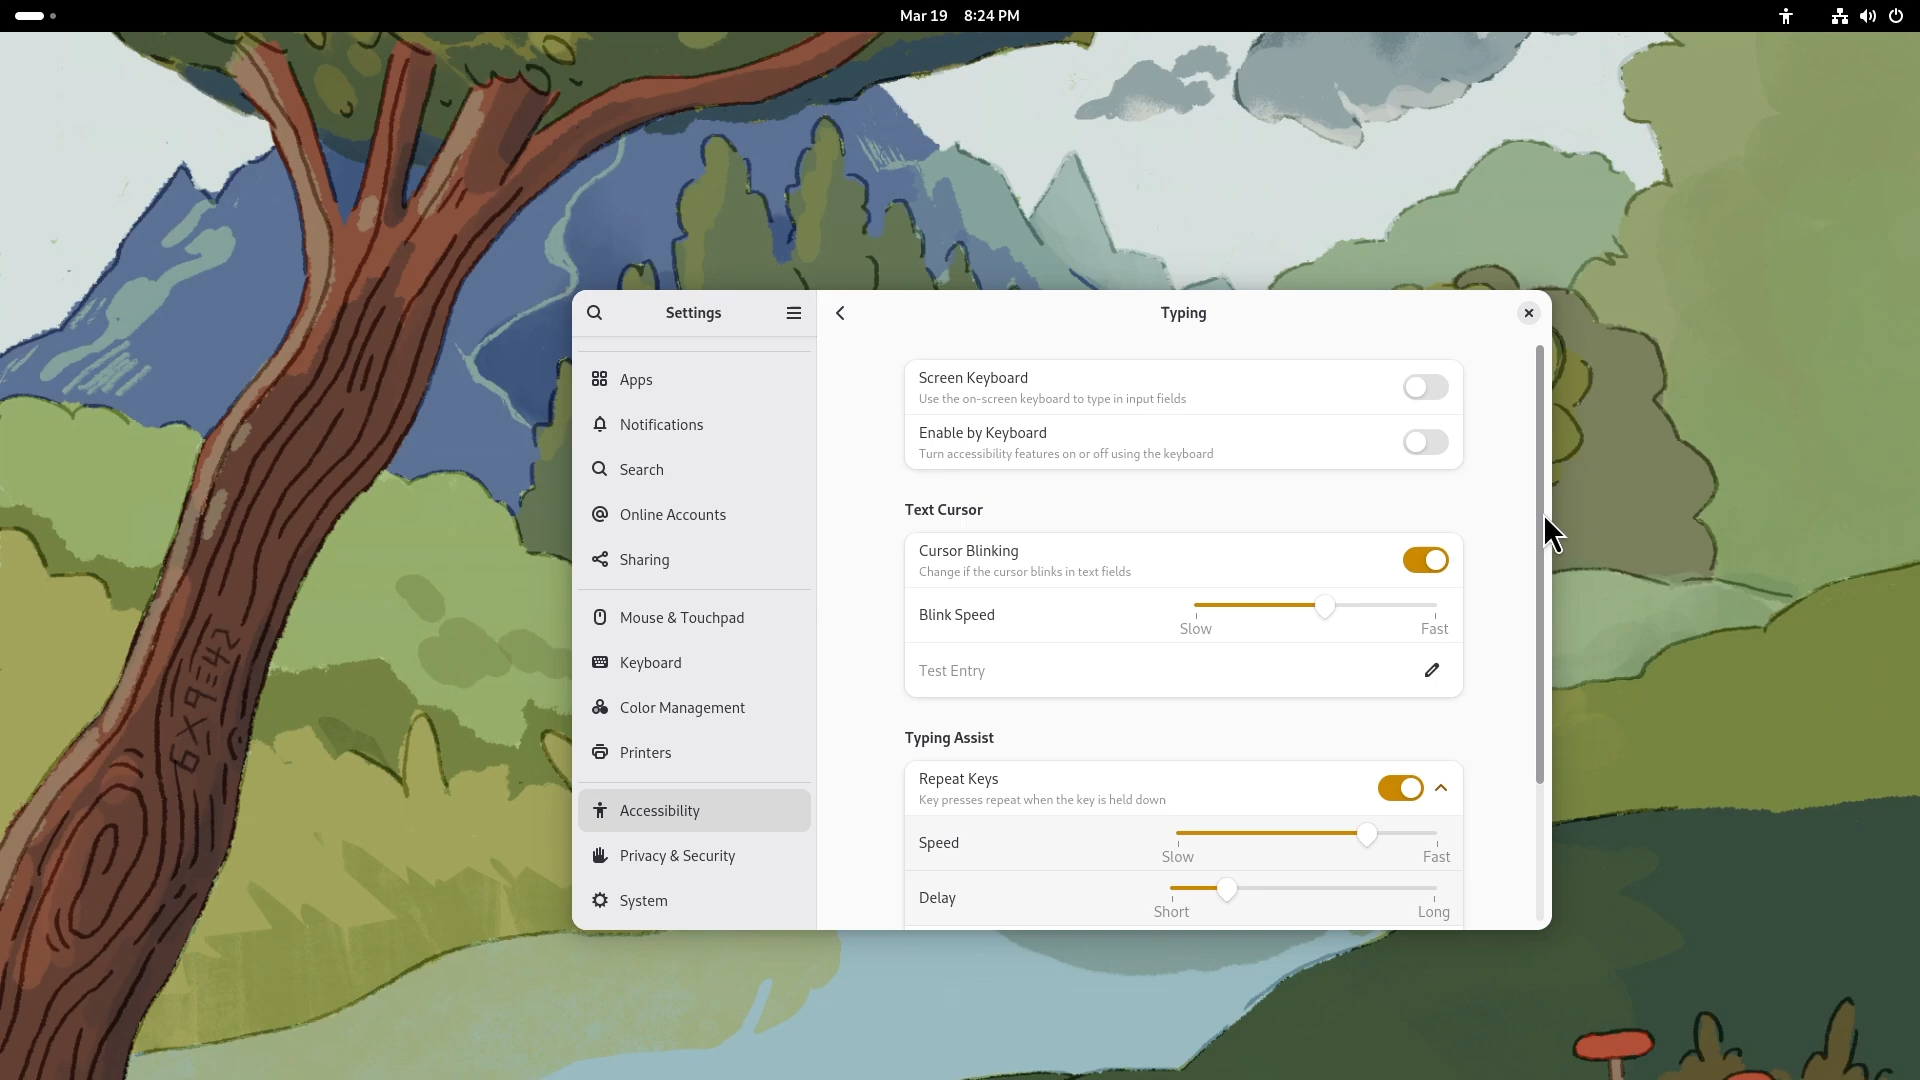 Mar 19 8:24 PM
Settings
Typing
Apps
Notifications
Search
Online Accounts
Sharing
Mouse & Touchpad
Keyboard
Color Management
Printers
Accessibility
Privacy & Security
System
Screen Keyboard
Use the on-screen keyboard to type in input fields
Enable by Keyboard
Turn accessibility features on or off using the keyboard
Text Cursor
Cursor Blinking
Change if the cursor blinks in text fields
Blink Speed
Slow Fast
Test Entry
Typing Assist
Repeat Keys
Key presses repeat when the key is held down
Speed
Slow Fast
Delay
Short Long
6×9=42